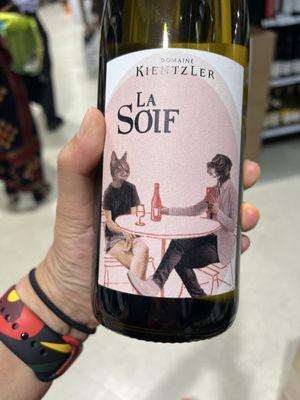 DOMAINE
KIENTZLER
LA
SOIF